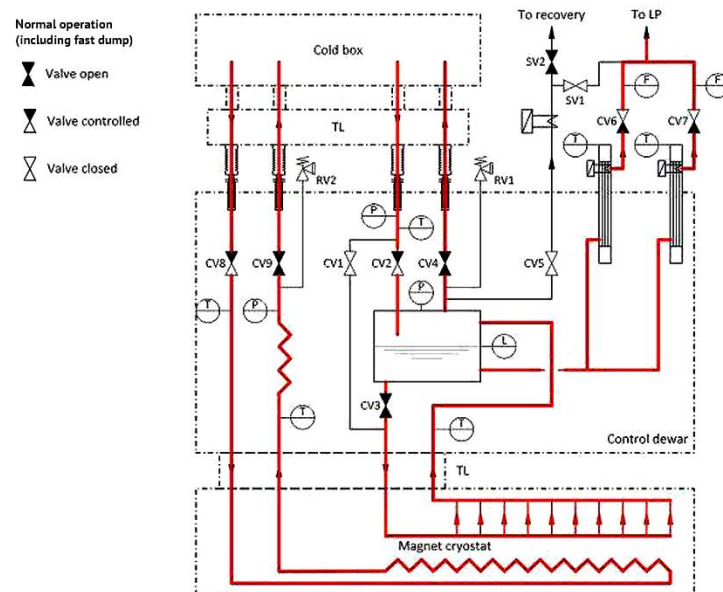 Normal operation
(including fast dump)
Valve open
Valve controlled
Valve closed
Cold box
TL
To recovery
To LP
SV2
SV1
F
F
CV6
CV7
T
T
RV2
RV1
P
T
CV8
CV9
CV1
CV2
CV4
CV5
T
P
P
L
CV3
T
T
Control dewar
TL
Magnet cryostat